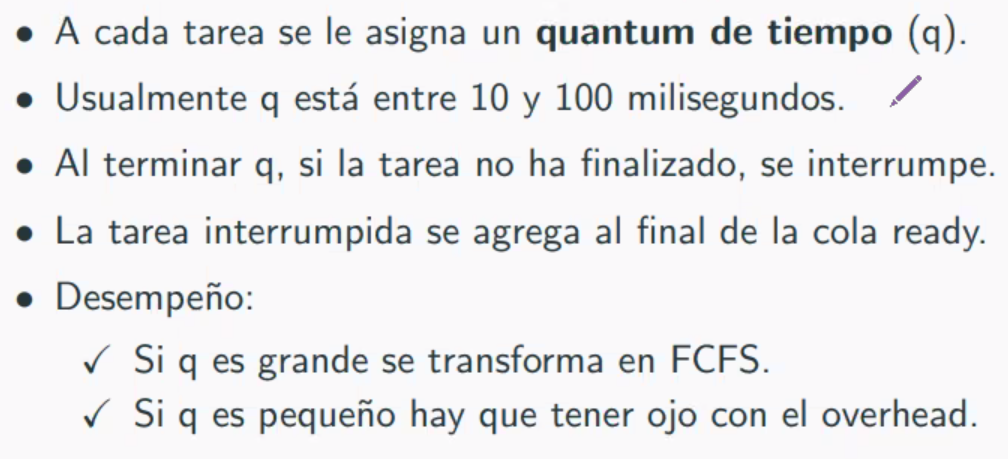 • A cada tarea se le asigna un quantum de tiempo (q).
• Usualmente q está entre 10 y 100 milisegundos.
• Al terminar q, si la tarea no ha finalizado, se interrumpe.
• La tarea interrumpida se agrega al final de la cola ready.
• Desempeño:
✓ Si q es grande se transforma en FCFS.
✓ Si q es pequeño hay que tener ojo con el overhead.